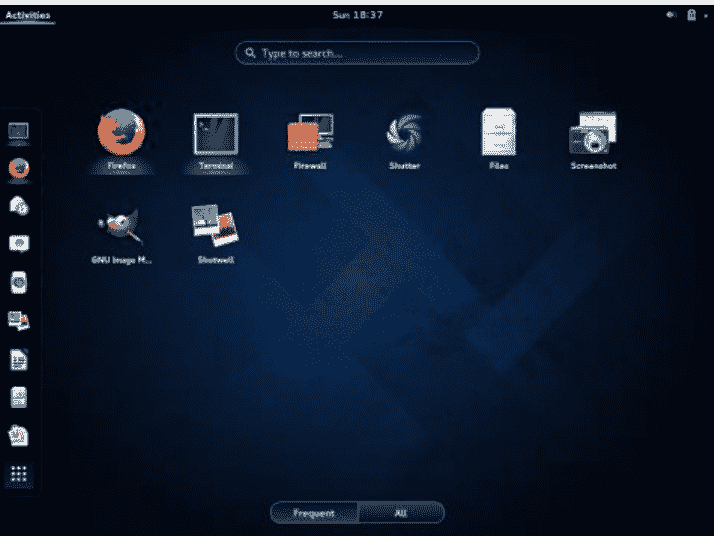 Activities
Sun 18:37
Type to search...
Firefox
Terminal
Firewall
Shutter
Files
Screenshot
GNU Image M...
Shotwell
Frequent
All